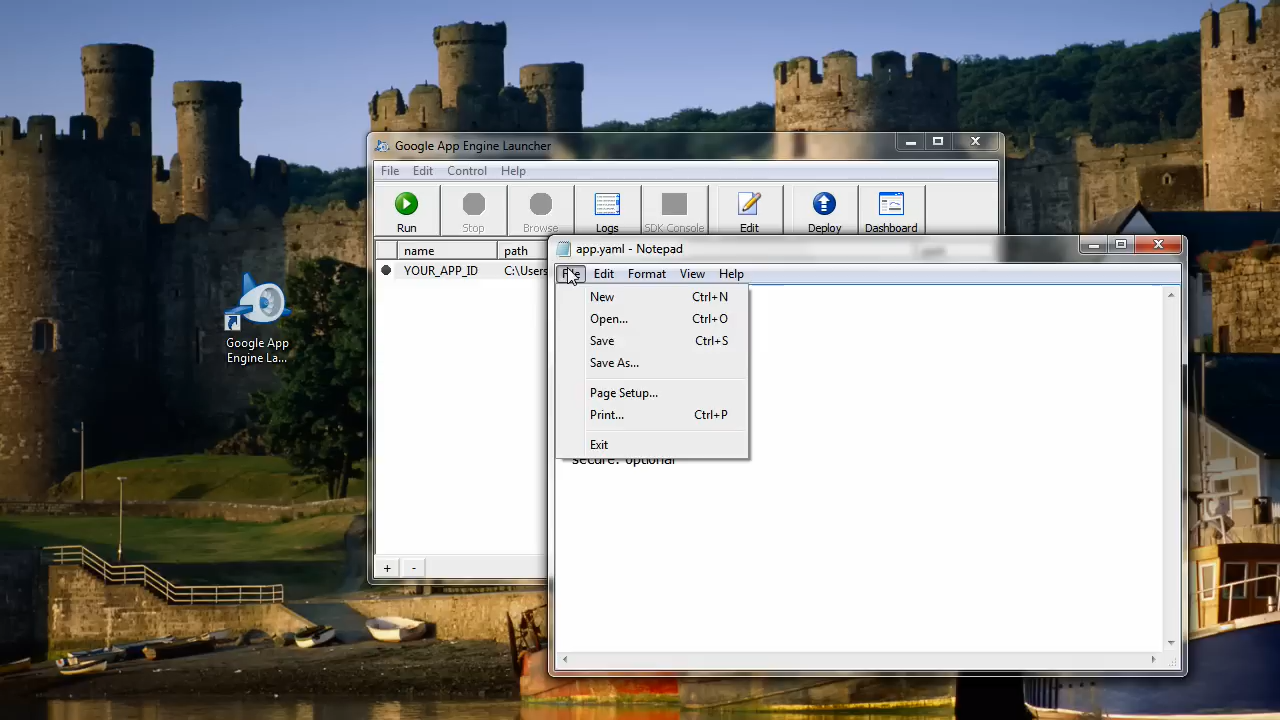 Google App Engine Launcher
File Edit Control Help
Run Stop Browse Logs SDK Console Edit Deploy Dashboard
name path
YOUR_APP_ID C:\Users
+ -
Google App
Engine La...
app.yaml - Notepad
File Edit Format View Help
New Ctrl+N
Open... Ctrl+O
Save Ctrl+S
Save As...
Page Setup...
Print... Ctrl+P
Exit
secure: optional